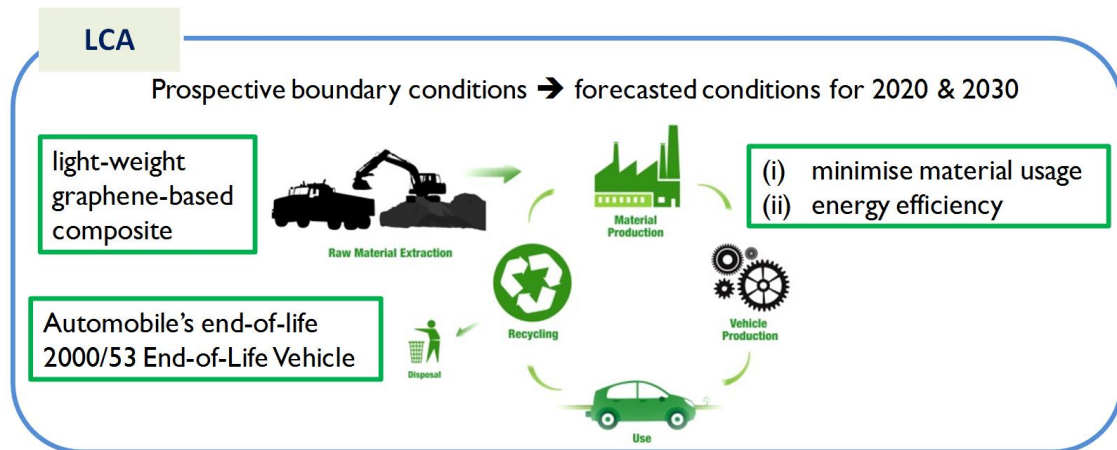 LCA
Prospective boundary conditions ➔ forecasted conditions for 2020 & 2030
light-weight
graphene-based
composite
Raw Material Extraction
Material
Production
(i) minimise material usage
(ii) energy efficiency
Automobile's end-of-life
2000/53 End-of-Life Vehicle
Disposal
Recycling
Vehicle
Production
Use